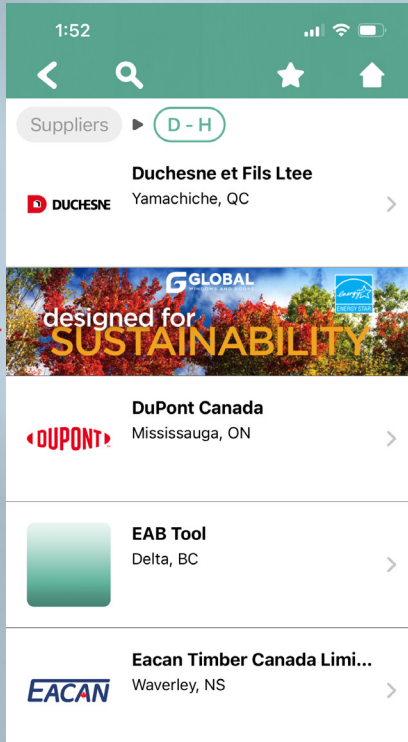 1:52
Suppliers
D - H
Duchesne et Fils Ltee
DUCHESNE
Yamachiche, QC
GLOBAL
WINDOWS AND DOORS
designed for
SUSTAINABILITY
energy
ENERGY STAR
DuPont Canada
DUPONT
Mississauga, ON
EAB Tool
Delta, BC
Eacan Timber Canada Limi...
EACAN
Waverley, NS